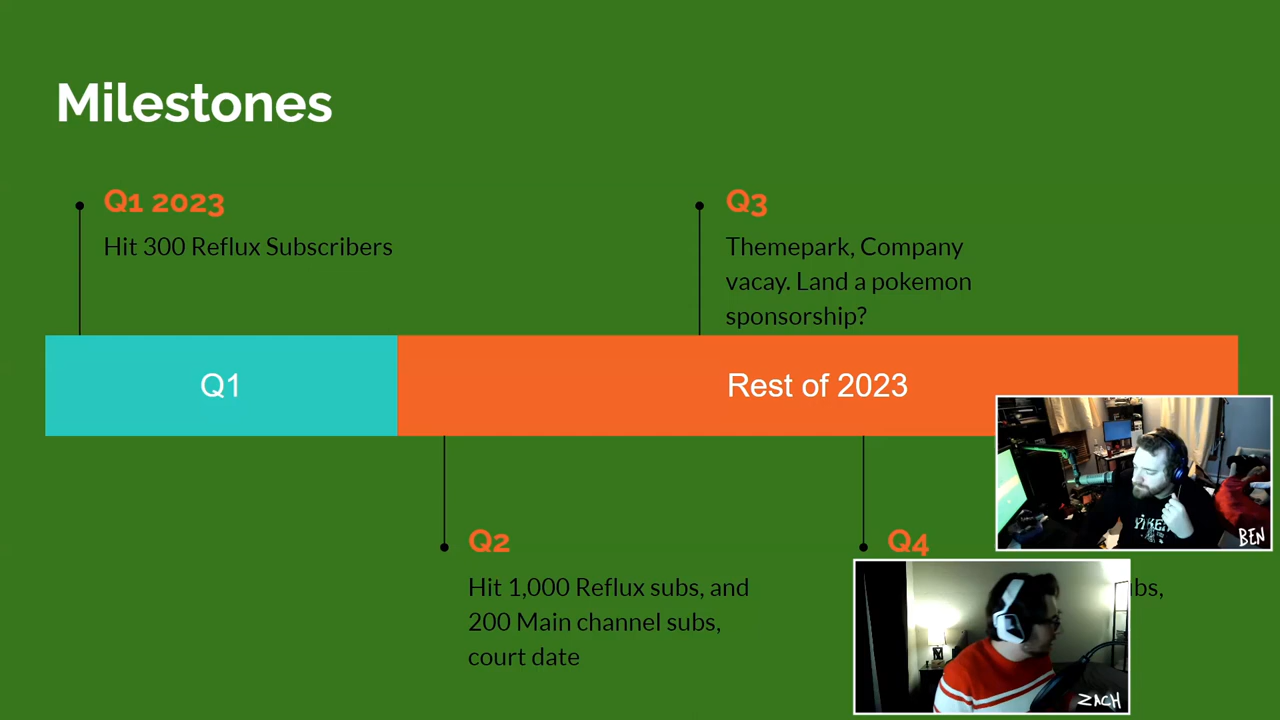 Milestones
Q1 2023
Hit 300 Reflux Subscribers
Q3
Themepark, Company
vacay. Land a pokemon
sponsorship?
Q1
Rest of 2023
Q2
Hit 1,000 Reflux subs, and
200 Main channel subs,
court date
Q4
BEN
ZACH